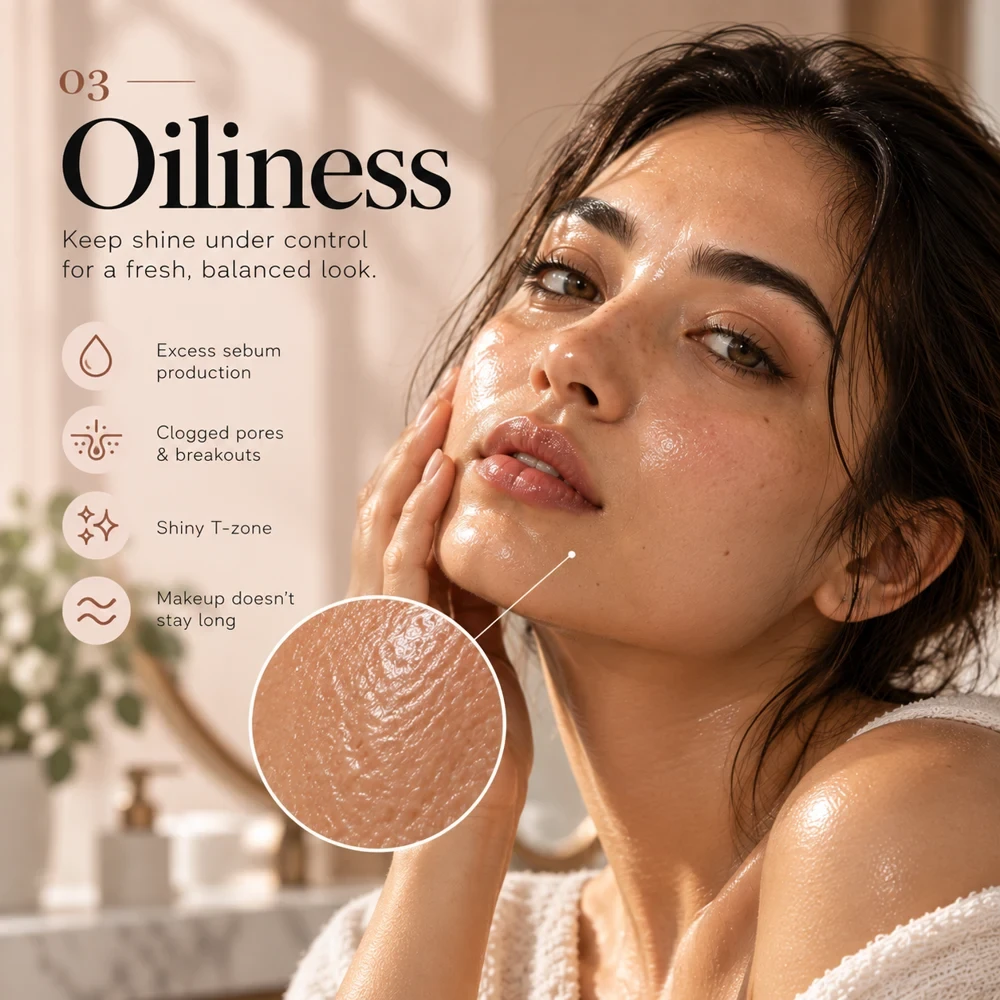 03
Oiliness
Keep shine under control
for a fresh, balanced look.
Excess sebum
production
Clogged pores
& breakouts
Shiny T-zone
Makeup doesn't
stay long